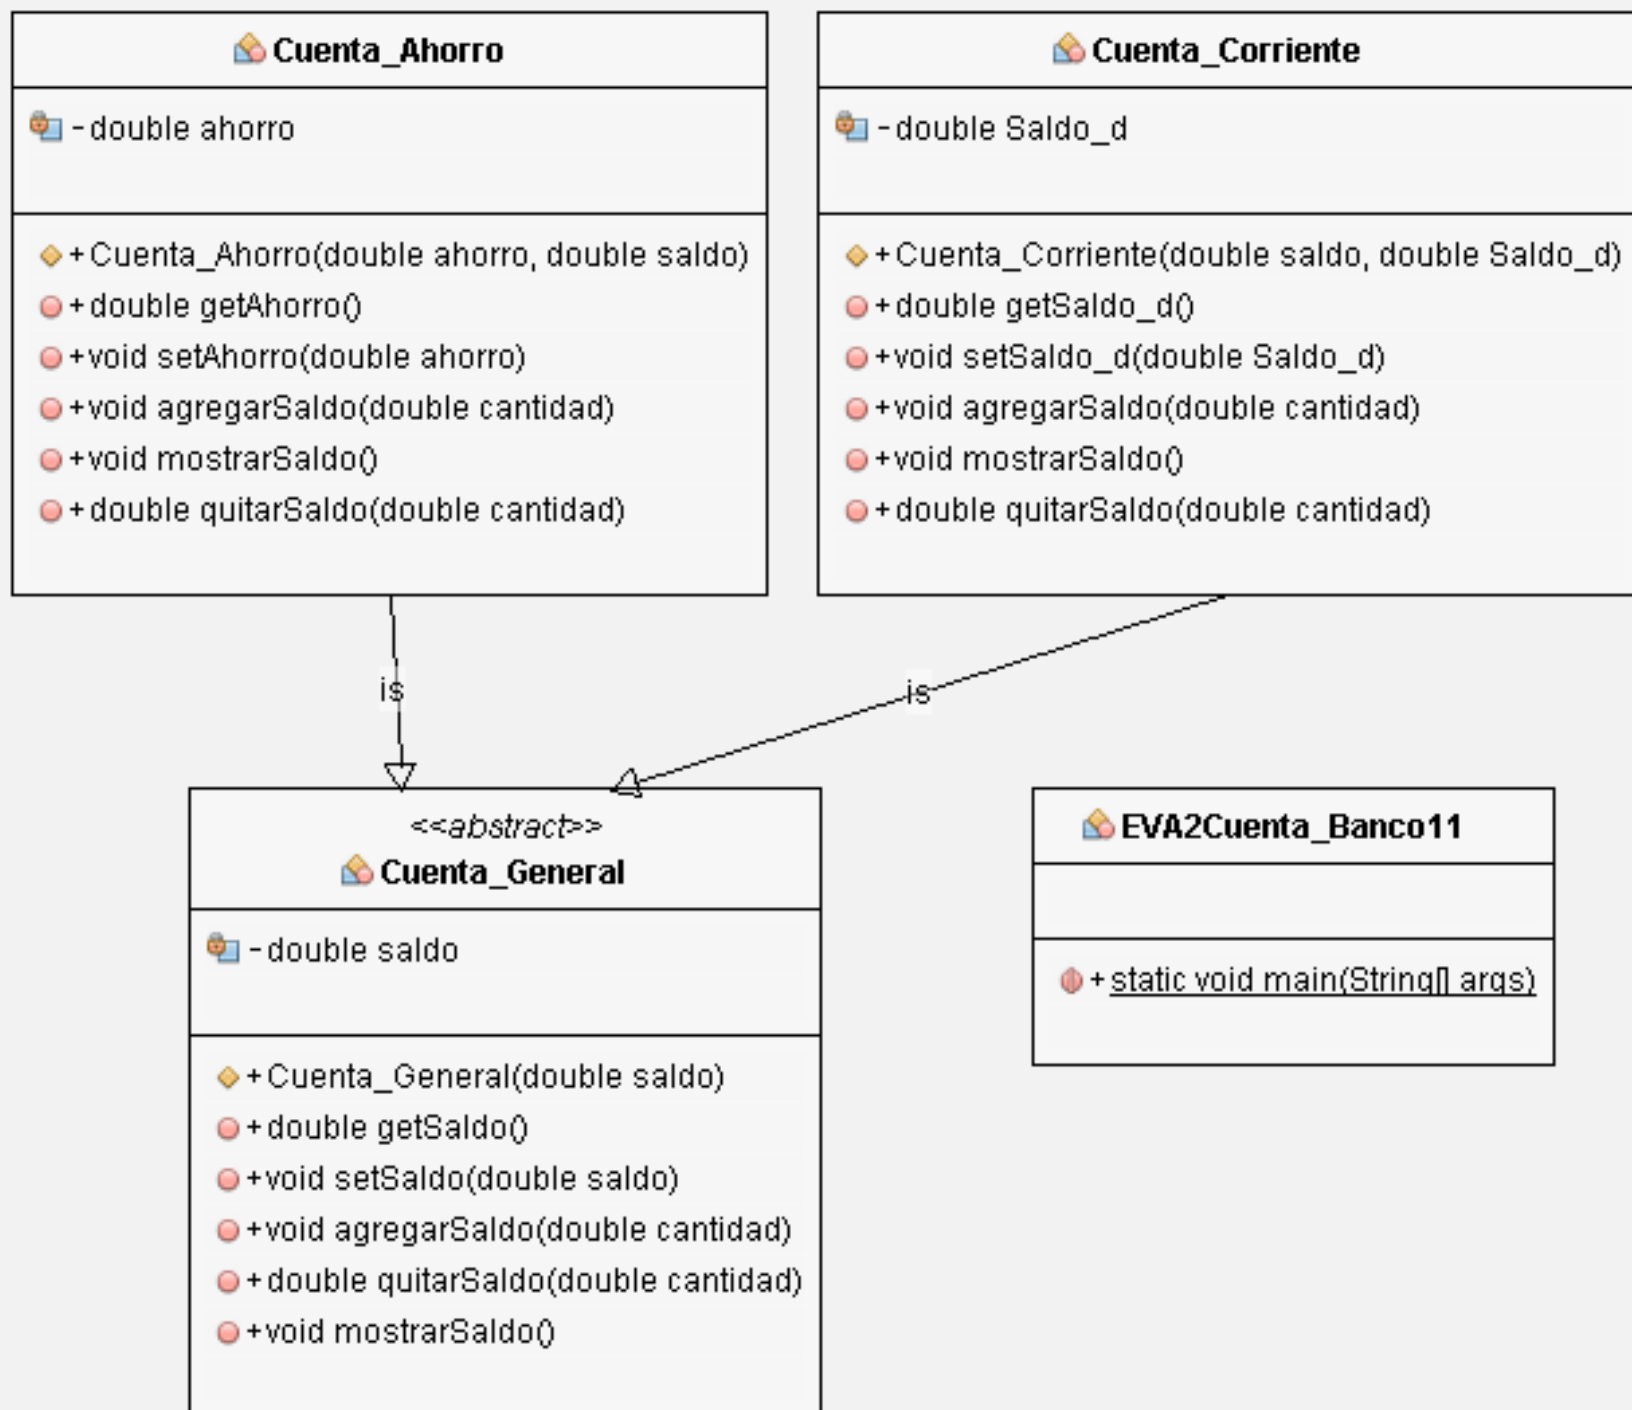 Cuenta_Ahorro
- double ahorro
+ Cuenta_Ahorro(double ahorro, double saldo)
+ double getAhorro()
+ void setAhorro(double ahorro)
+ void agregarSaldo(double cantidad)
+ void mostrarSaldo()
+ double quitarSaldo(double cantidad)
Cuenta_Corriente
- double Saldo_d
+ Cuenta_Corriente(double saldo, double Saldo_d)
+ double getSaldo_d()
+ void setSaldo_d(double Saldo_d)
+ void agregarSaldo(double cantidad)
+ void mostrarSaldo()
+ double quitarSaldo(double cantidad)
is
is
<<abstract>>
Cuenta_General
- double saldo
+ Cuenta_General(double saldo)
+ double getSaldo()
+ void setSaldo(double saldo)
+ void agregarSaldo(double cantidad)
+ double quitarSaldo(double cantidad)
+ void mostrarSaldo()
EVA2Cuenta_Banco11
+ static void main(String[] args)